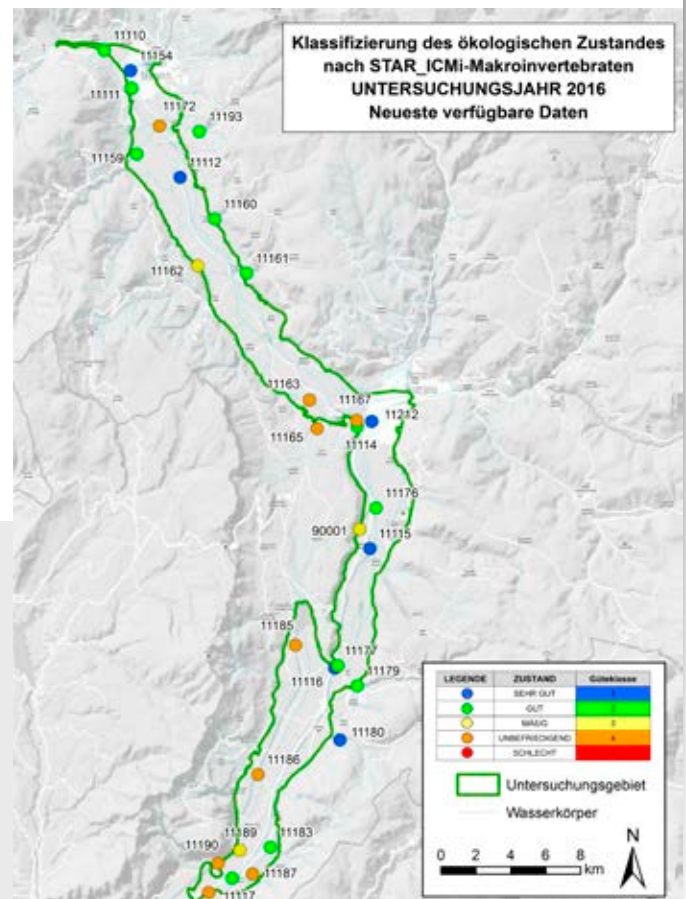 Klassifizierung des ökologischen Zustandes
nach STAR_ICMi-Makroinvertebraten
UNTERSUCHUNGSJAHR 2016
Neueste verfügbare Daten
11110
11154
11111
11172
11193
11159
11112
11160
11161
11162
11163
11167
11212
11165
11114
11176
90001
11115
11185
11177
11116
11179
11180
11186
11189
11183
11190
11187
11117
LEGENDE ZUSTAND Güteklasse
SEHR GUT 1
GUT 2
MÄßIG 3
UNBEFRIEDIGEND 4
SCHLECHT
Untersuchungsgebiet
Wasserkörper
N
0 2 4 6 8
km